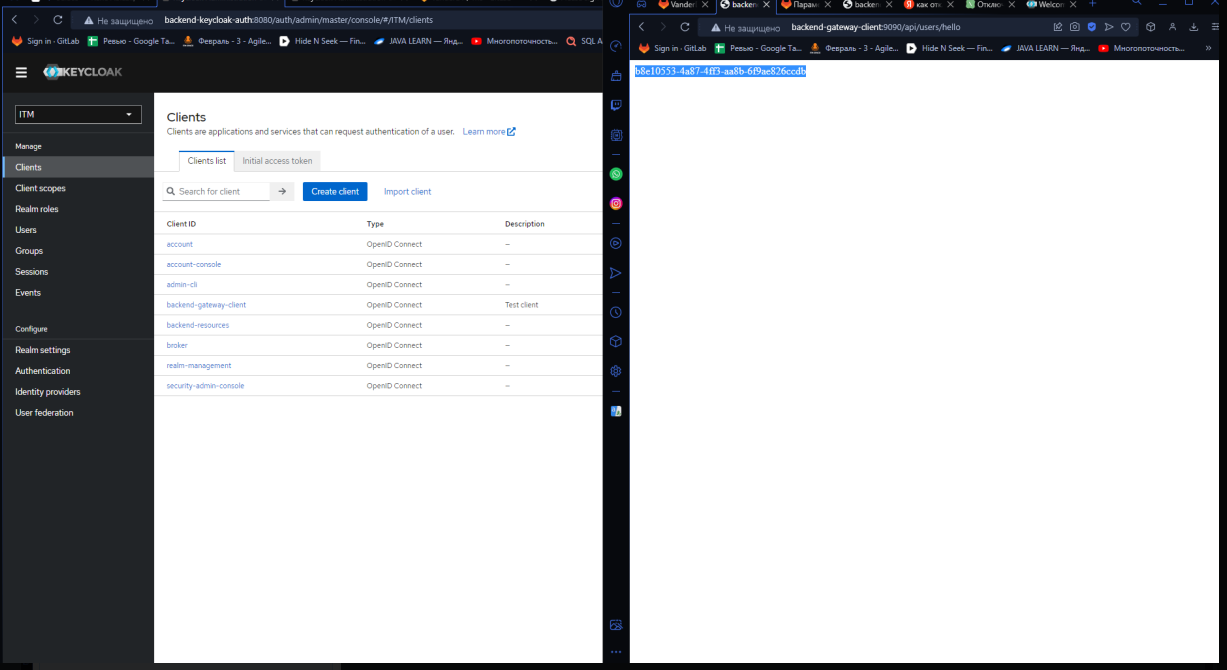 Не защищено backend-keycloak-auth:8080/auth/admin/master/console/#/ITM/clients
Sign in · GitLab Ревью - Google Та... Февраль - 3 - Agile... Hide N Seek — Fin... JAVA LEARN — Янд... Многопоточность... SQL A
KEYCLOAK
ITM
Manage
Clients
Client scopes
Realm roles
Users
Groups
Sessions
Events
Configure
Realm settings
Authentication
Identity providers
User federation
Clients
Clients are applications and services that can request authentication of a user. Learn more
Clients list Initial access token
Search for client Create client Import client
Client ID Type Description
account OpenID Connect –
account-console OpenID Connect –
admin-cli OpenID Connect –
backend-gateway-client OpenID Connect Test client
backend-resources OpenID Connect –
broker OpenID Connect –
realm-management OpenID Connect –
security-admin-console OpenID Connect –
Vander backen Парам backen как от Отклю Welcon
Не защищено backend-gateway-client:9090/api/users/hello
Sign in · GitLab Ревью - Google Та... Февраль - 3 - Agile... Hide N Seek — Fin... JAVA LEARN — Янд... Многопоточность... »
b8e10553-4a87-4ff3-aa8b-6f9ae826ccdb